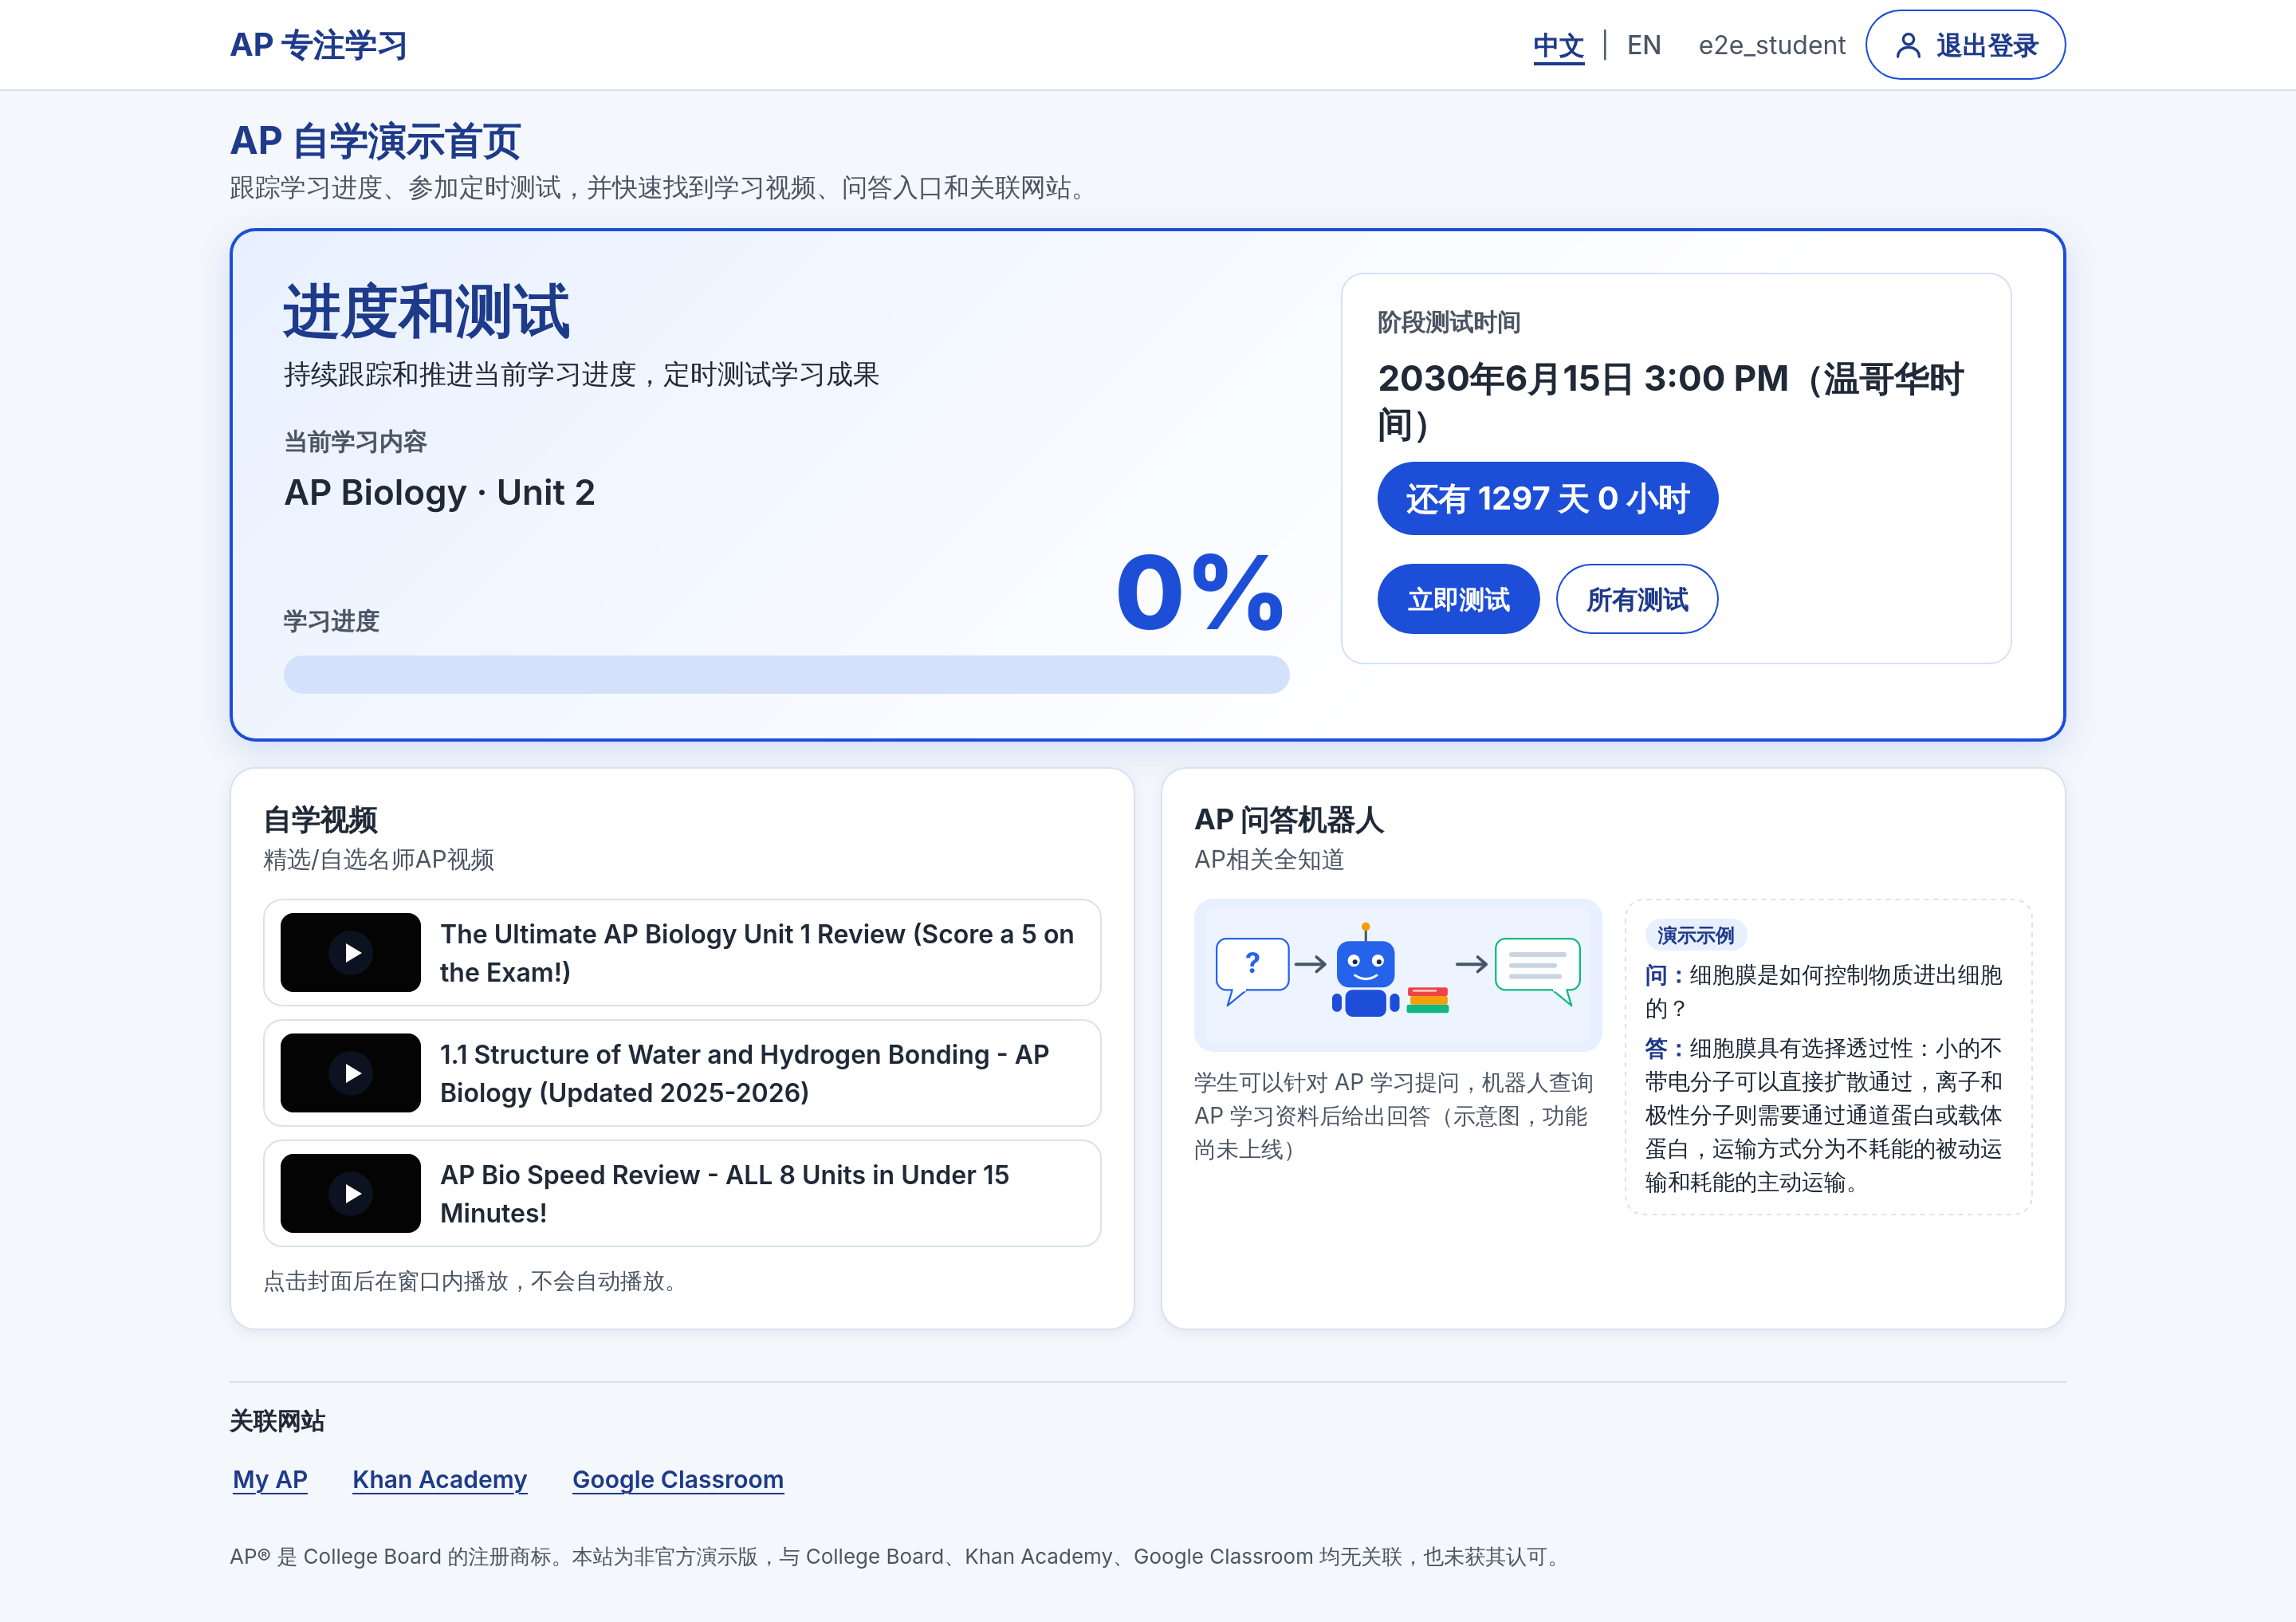 AP 专注学习
中文 | EN e2e_student 退出登录
AP 自学演示首页
跟踪学习进度、参加定时测试，并快速找到学习视频、问答入口和关联网站。
进度和测试
持续跟踪和推进当前学习进度，定时测试学习成果
当前学习内容
AP Biology · Unit 2
学习进度
0%
阶段测试时间
2030年6月15日 3:00 PM（温哥华时
间）
还有 1297 天 0 小时
立即测试
所有测试
自学视频
精选/自选名师AP视频
The Ultimate AP Biology Unit 1 Review (Score a 5 on
the Exam!)
1.1 Structure of Water and Hydrogen Bonding - AP
Biology (Updated 2025-2026)
AP Bio Speed Review - ALL 8 Units in Under 15
Minutes!
点击封面后在窗口内播放，不会自动播放。
AP 问答机器人
AP相关全知道
?
学生可以针对 AP 学习提问，机器人查询
AP 学习资料后给出回答（示意图，功能
尚未上线）
演示示例
问：细胞膜是如何控制物质进出细胞
的？
答：细胞膜具有选择透过性：小的不
带电分子可以直接扩散通过，离子和
极性分子则需要通过通道蛋白或载体
蛋白，运输方式分为不耗能的被动运
输和耗能的主动运输。
关联网站
My AP
Khan Academy
Google Classroom
AP® 是 College Board 的注册商标。本站为非官方演示版，与 College Board、Khan Academy、Google Classroom 均无关联，也未获其认可。